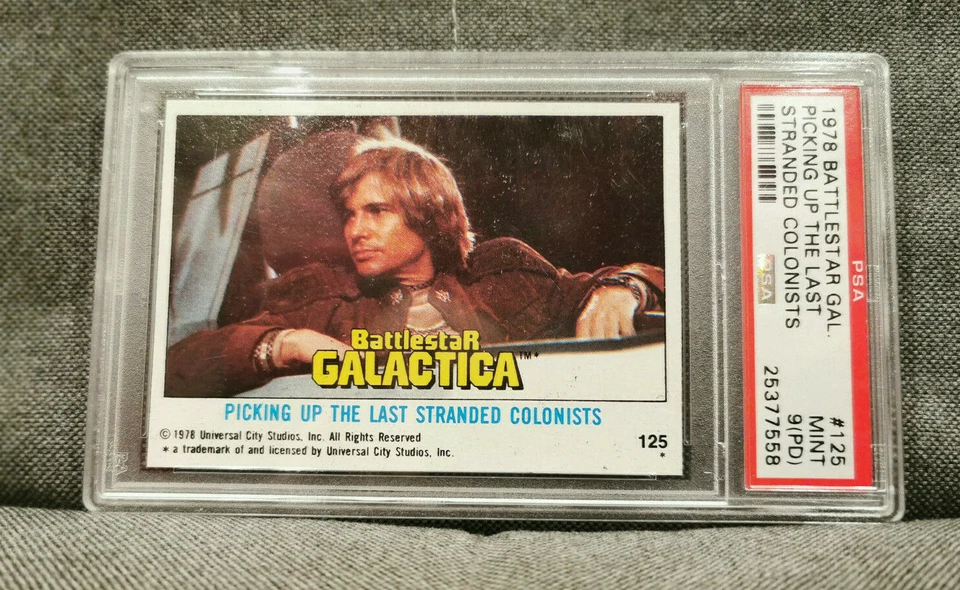 BattlestaR
GALACTICA™*
PICKING UP THE LAST STRANDED COLONISTS
© 1978 Universal City Studios, Inc. All Rights Reserved
* a trademark of and licensed by Universal City Studios, Inc.
125
*
PSA
1978 BATTLESTAR GAL. #125
PICKING UP THE LAST MINT
STRANDED COLONISTS 9(PD)
PSA 25377558